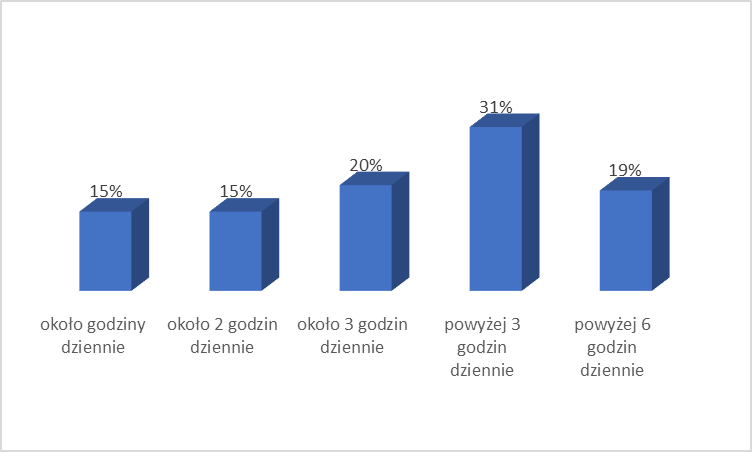 31%
20%
19%
15%
15%
około godziny
dziennie
około 2 godzin
dziennie
około 3 godzin
dziennie
powyżej 3
godzin
dziennie
powyżej 6
godzin
dziennie